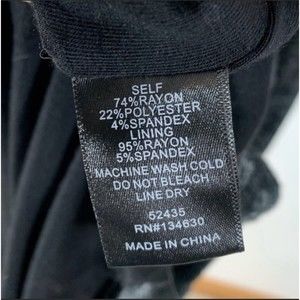 SELF
74%RAYON
22%POLYESTER
4%SPANDEX
LINING
95%RAYON
5%SPANDEX
MACHINE WASH COLD
DO NOT BLEACH
LINE DRY
52435
RN#134630
MADE IN CHINA